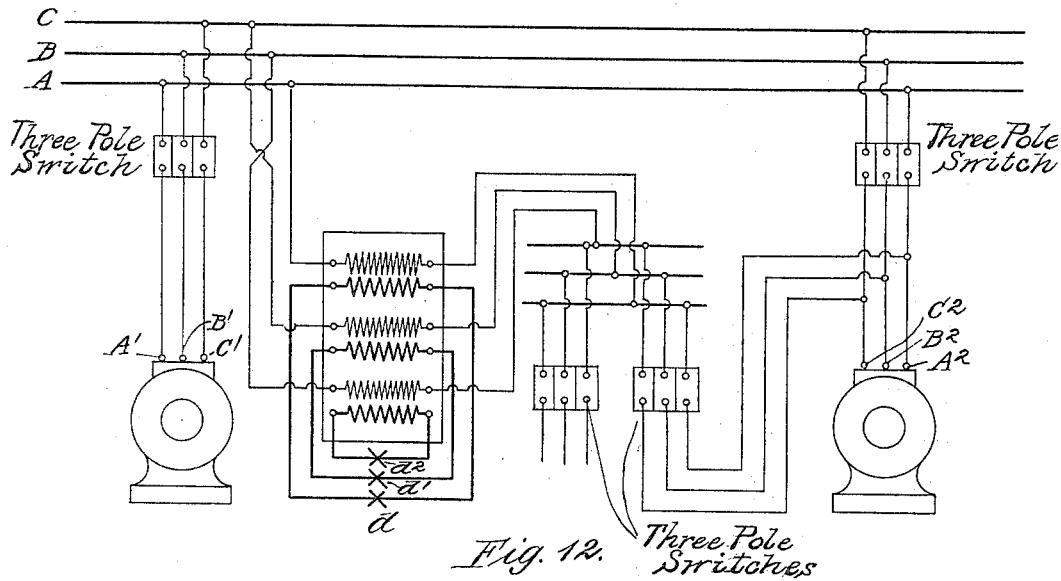 C
B
A
Three Pole
Switch
Three Pole
Switch
A'
B'
C'
C2
B2
A2
d2
d'
d
Fig. 12.
Three Pole
Switches